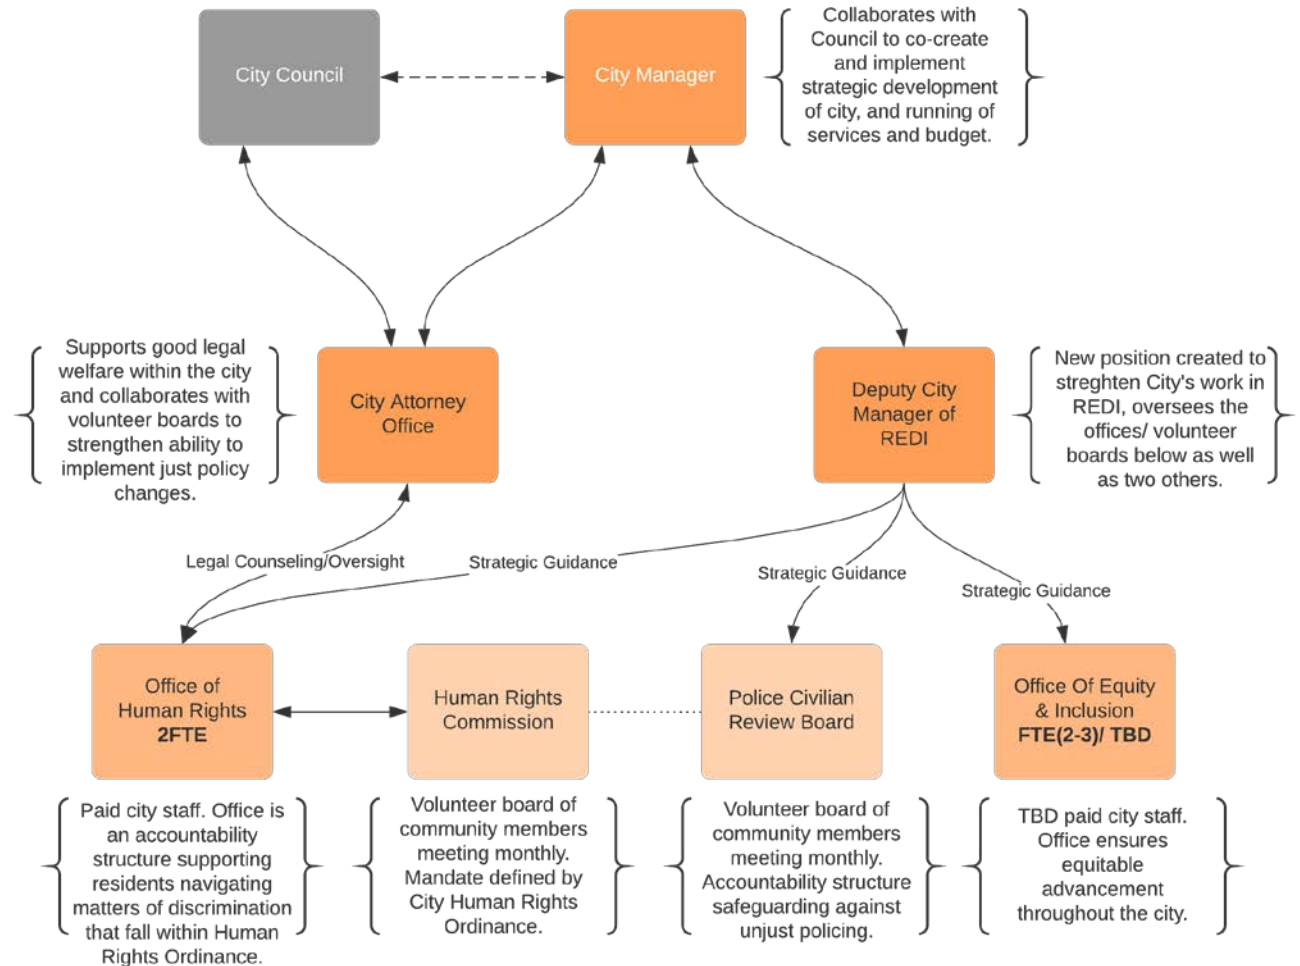 City Council
City Manager
Collaborates with
Council to co-create
and implement
strategic development
of city, and running of
services and budget.
Supports good legal
welfare within the city
and collaborates with
volunteer boards to
strengthen ability to
implement just policy
changes.
City Attorney
Office
Deputy City
Manager of
REDI
New position created to
streghten City's work in
REDI, oversees the
offices/ volunteer
boards below as well
as two others.
Legal Counseling/Oversight
Strategic Guidance
Strategic Guidance
Strategic Guidance
Office of
Human Rights
2FTE
Human Rights
Commission
Police Civilian
Review Board
Office Of Equity
& Inclusion
FTE(2-3)/ TBD
Paid city staff. Office is
an accountability
structure supporting
residents navigating
matters of discrimination
that fall within Human
Rights Ordinance.
Volunteer board of
community members
meeting monthly.
Mandate defined by
City Human Rights
Ordinance.
Volunteer board of
community members
meeting monthly.
Accountability structure
safeguarding against
unjust policing.
TBD paid city staff.
Office ensures
equitable
advancement
throughout the city.